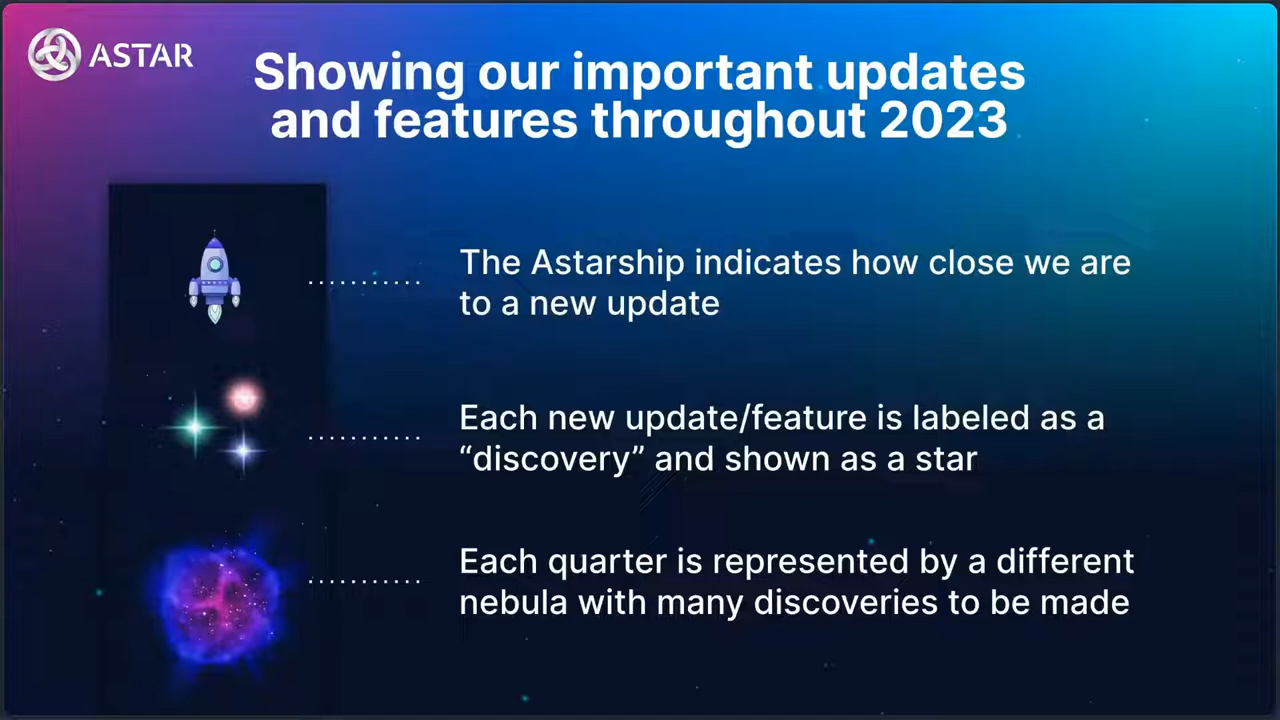 ASTAR
Showing our important updates
and features throughout 2023
The Astarship indicates how close we are
to a new update
Each new update/feature is labeled as a
“discovery” and shown as a star
Each quarter is represented by a different
nebula with many discoveries to be made